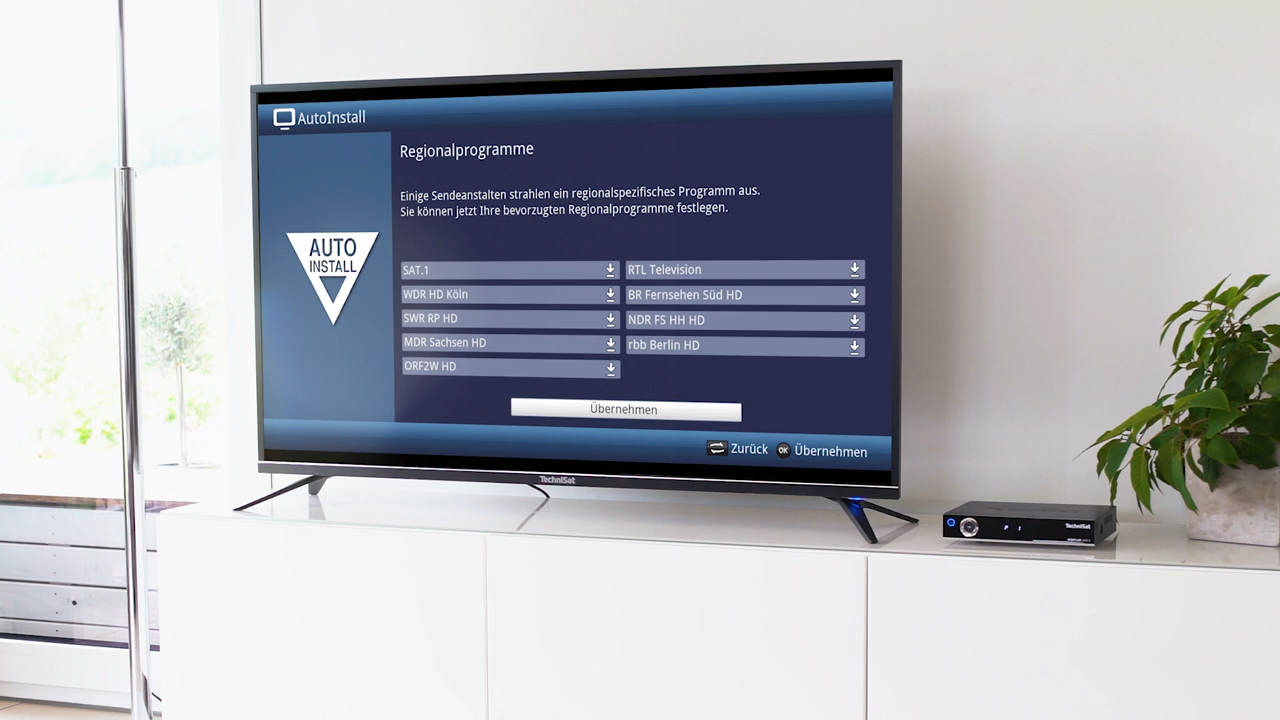 AutoInstall
Regionalprogramme
Einige Sendeanstalten strahlen ein regionalspezifisches Programm aus.
Sie können jetzt Ihre bevorzugten Regionalprogramme festlegen.
AUTO
INSTALL
SAT.1
RTL Television
WDR HD Köln
BR Fernsehen Süd HD
SWR RP HD
NDR FS HH HD
MDR Sachsen HD
rbb Berlin HD
ORF2W HD
Übernehmen
Zurück OK Übernehmen
TechniSat
P 1
TechniSat